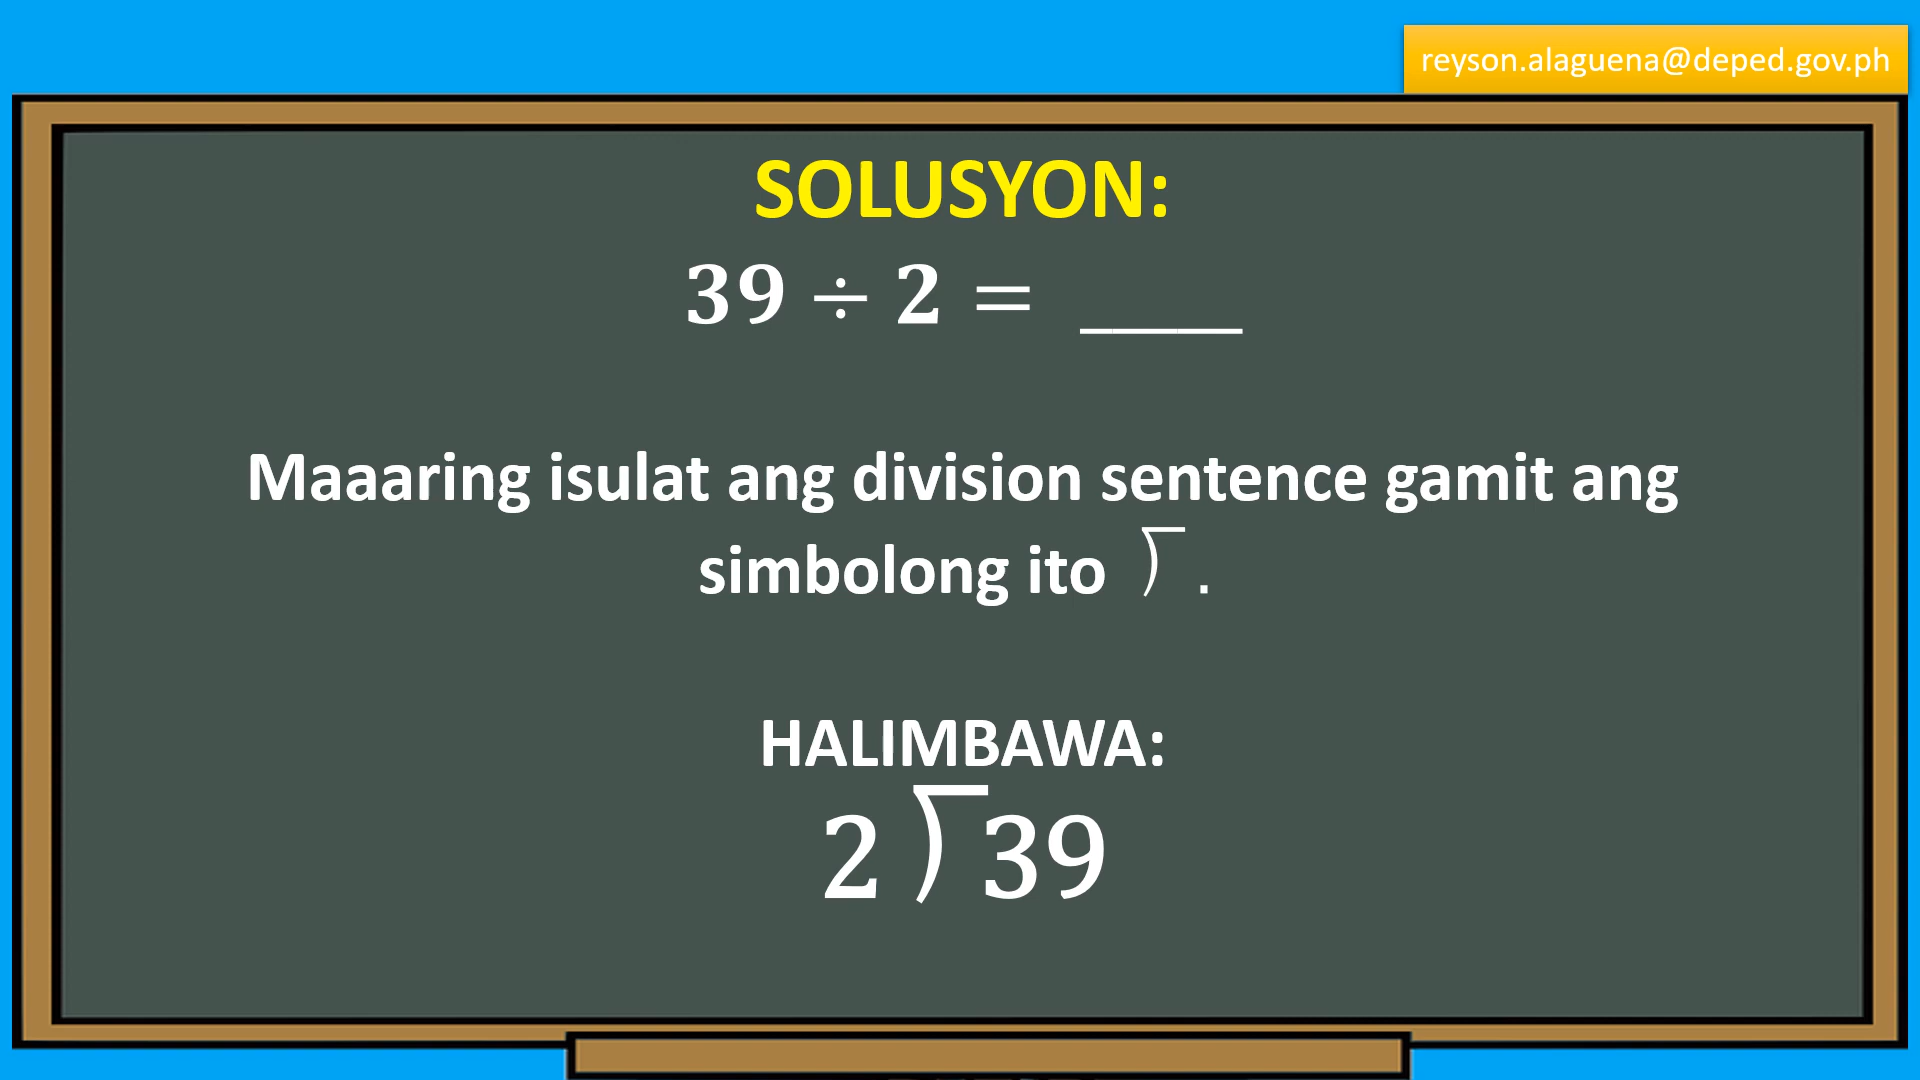 reyson.alaguena@deped.gov.ph
SOLUSYON:
39 ÷ 2 = _____
Maaaring isulat ang division sentence gamit ang
simbolong ito ⟌ .
HALIMBAWA:
2 ⟌ 39